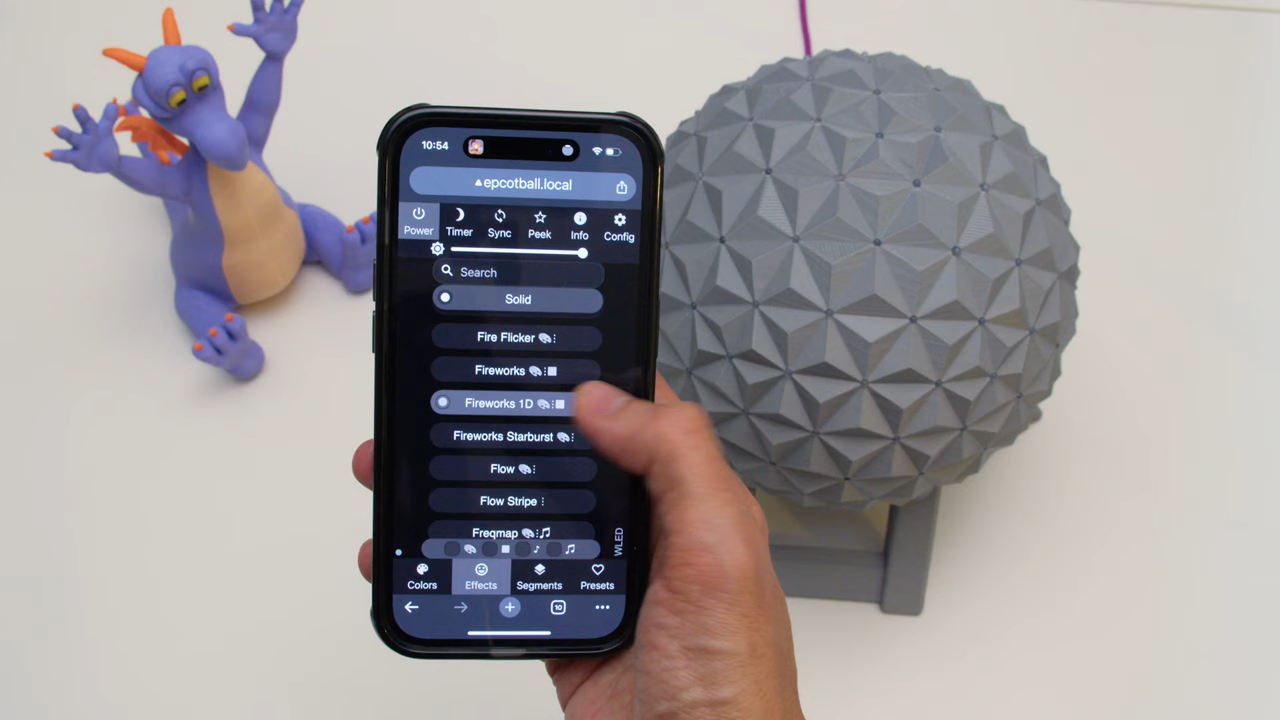 10:54
epcotball.local
Power Timer Sync Peek Info Config
Search
Solid
Fire Flicker
Fireworks
Fireworks 1D
Fireworks Starburst
Flow
Flow Stripe
Freqmap
WLED
Colors Effects Segments Presets
10